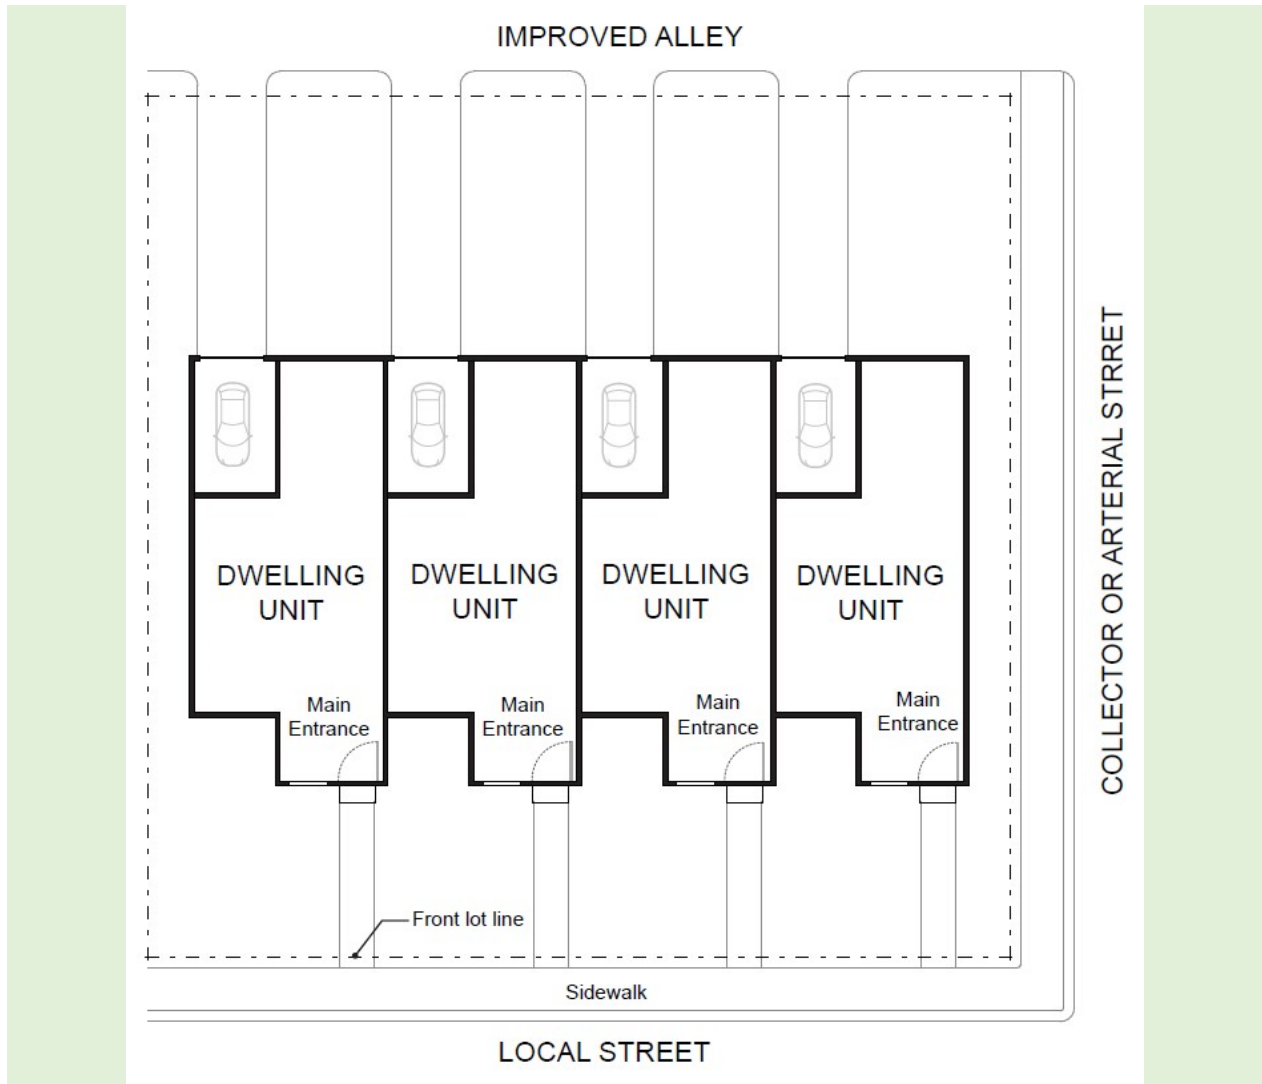 IMPROVED ALLEY
COLLECTOR OR ARTERIAL STRRET
DWELLING
UNIT
DWELLING
UNIT
DWELLING
UNIT
DWELLING
UNIT
Main
Entrance
Main
Entrance
Main
Entrance
Main
Entrance
Front lot line
Sidewalk
LOCAL STREET